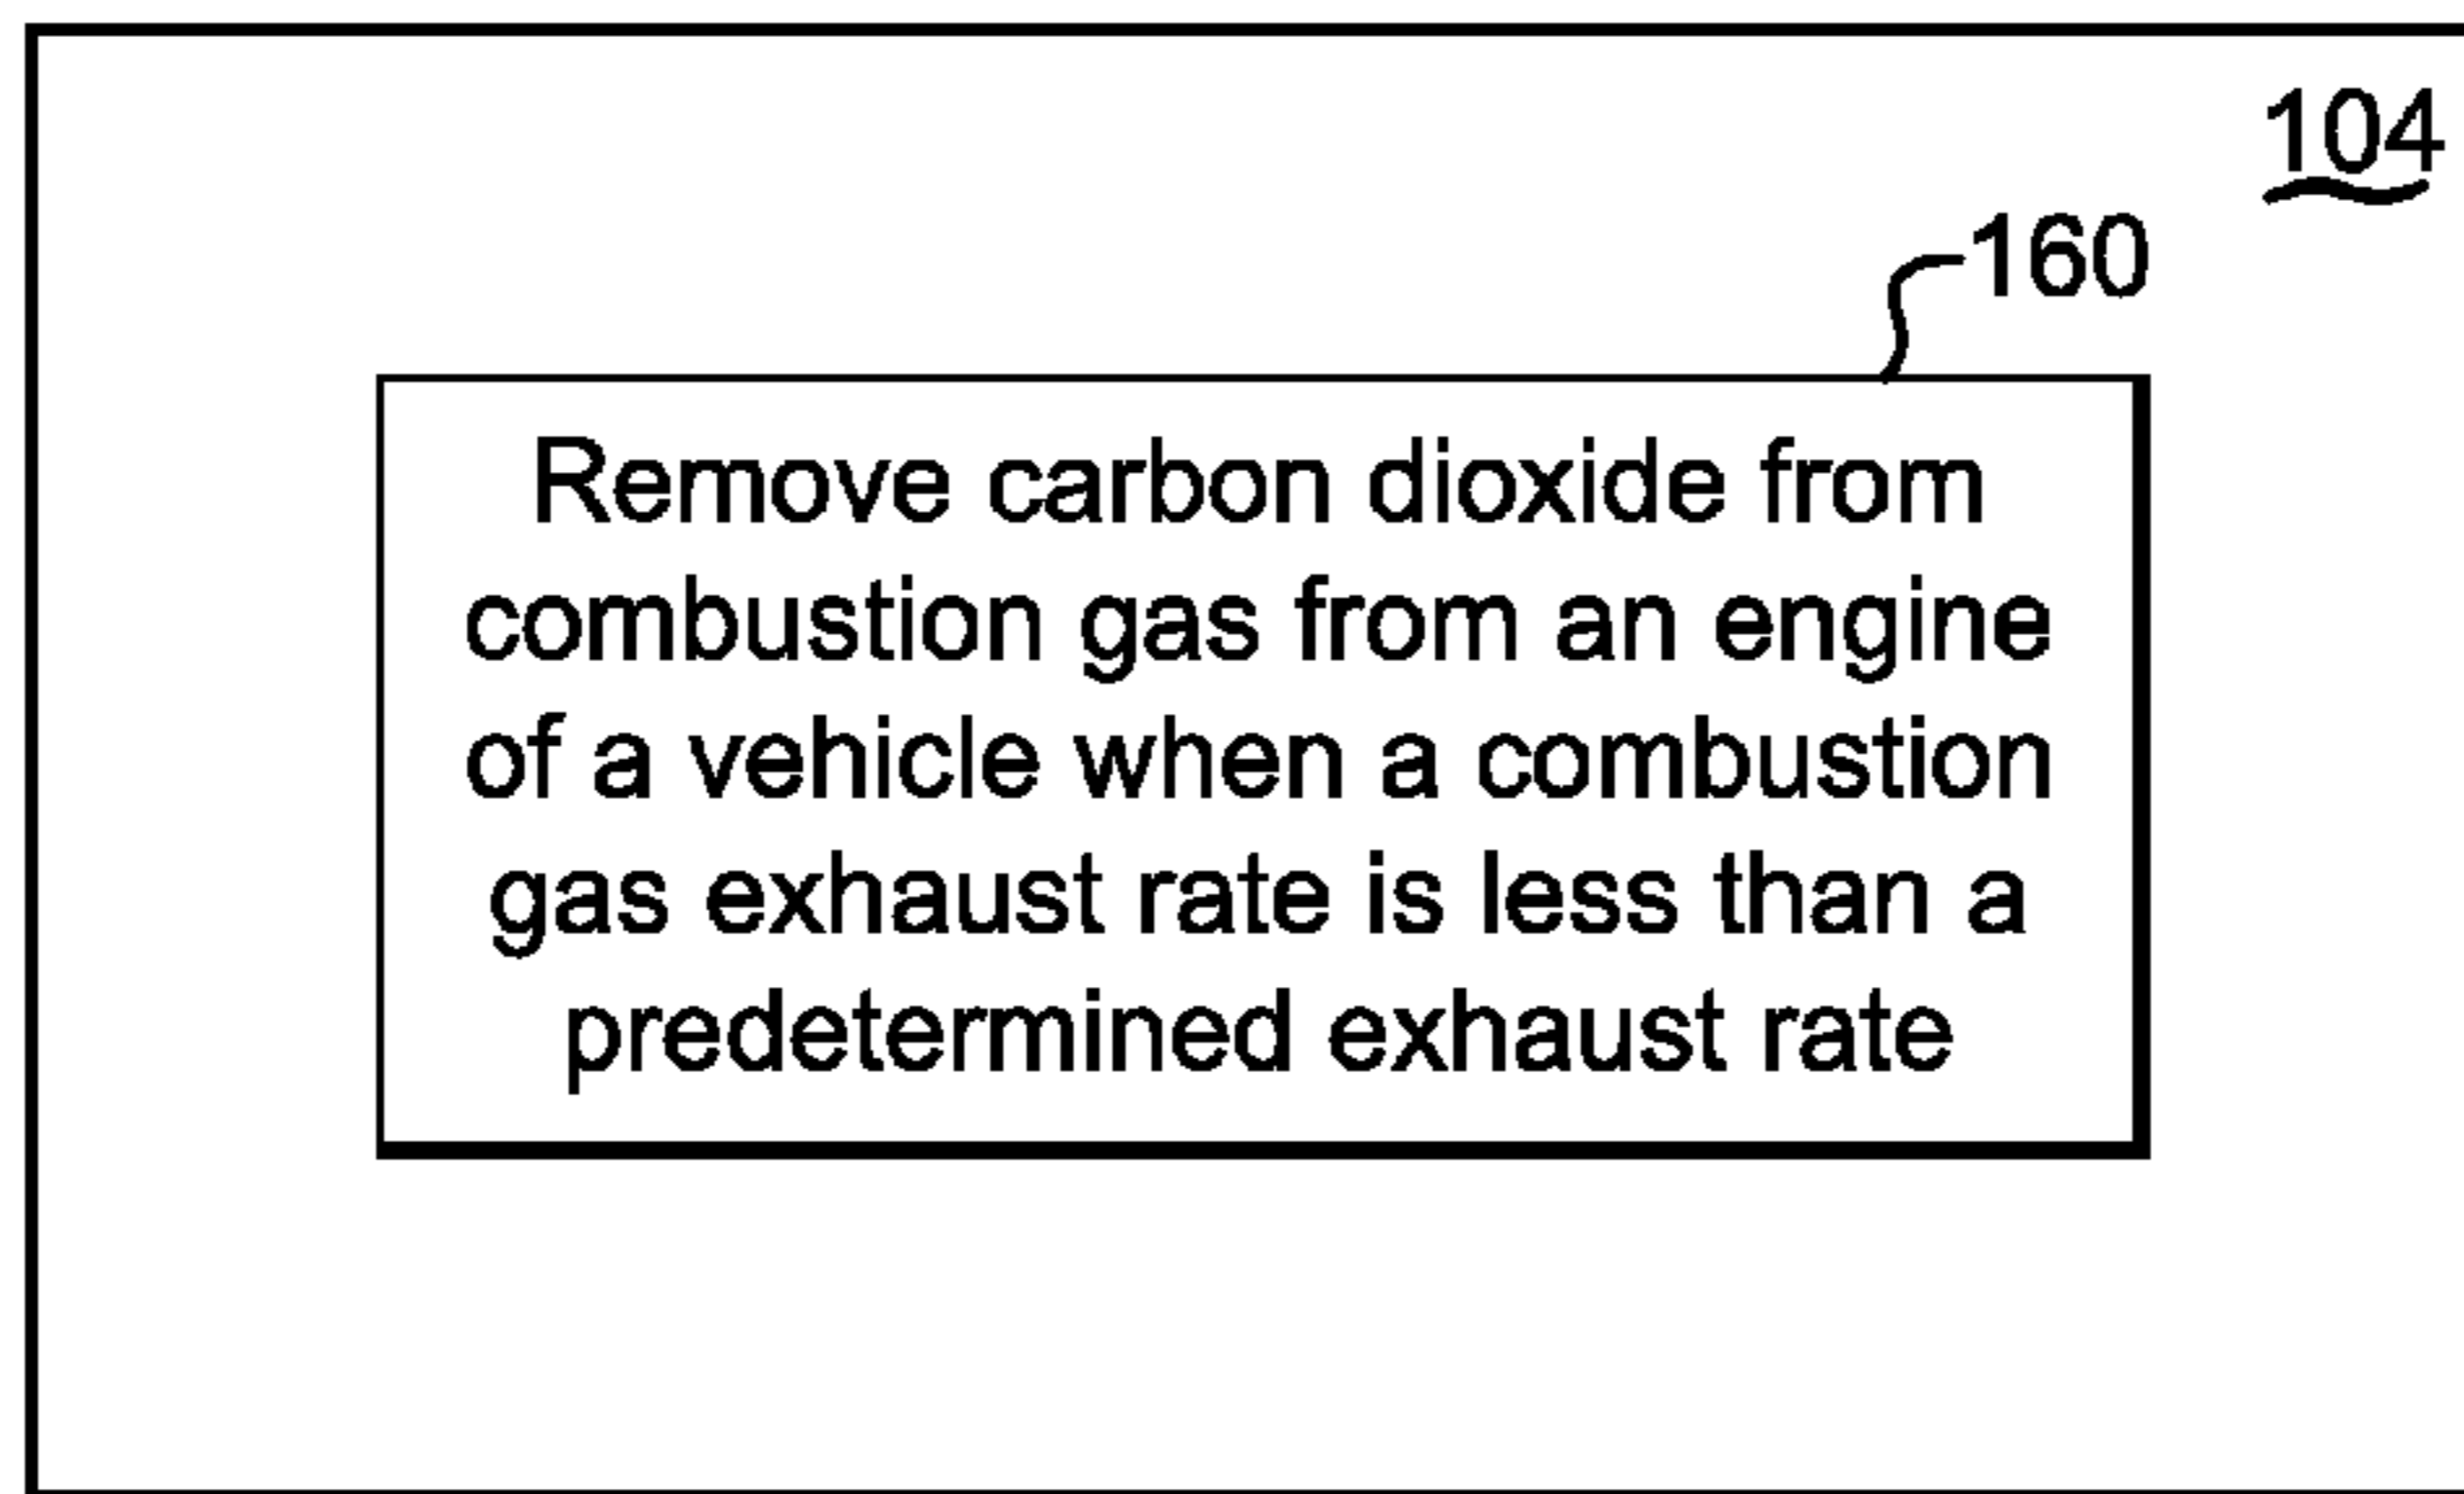 104
160
Remove carbon dioxide from
combustion gas from an engine
of a vehicle when a combustion
gas exhaust rate is less than a
predetermined exhaust rate